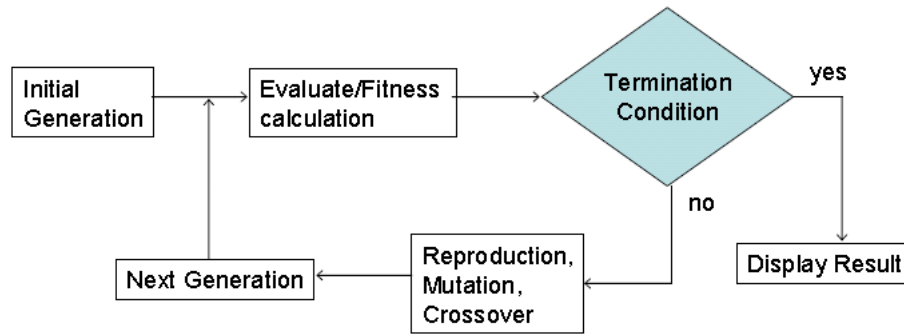 Initial
Generation
Evaluate/Fitness
calculation
Termination
Condition
yes
no
Reproduction,
Mutation,
Crossover
Next Generation
Display Result